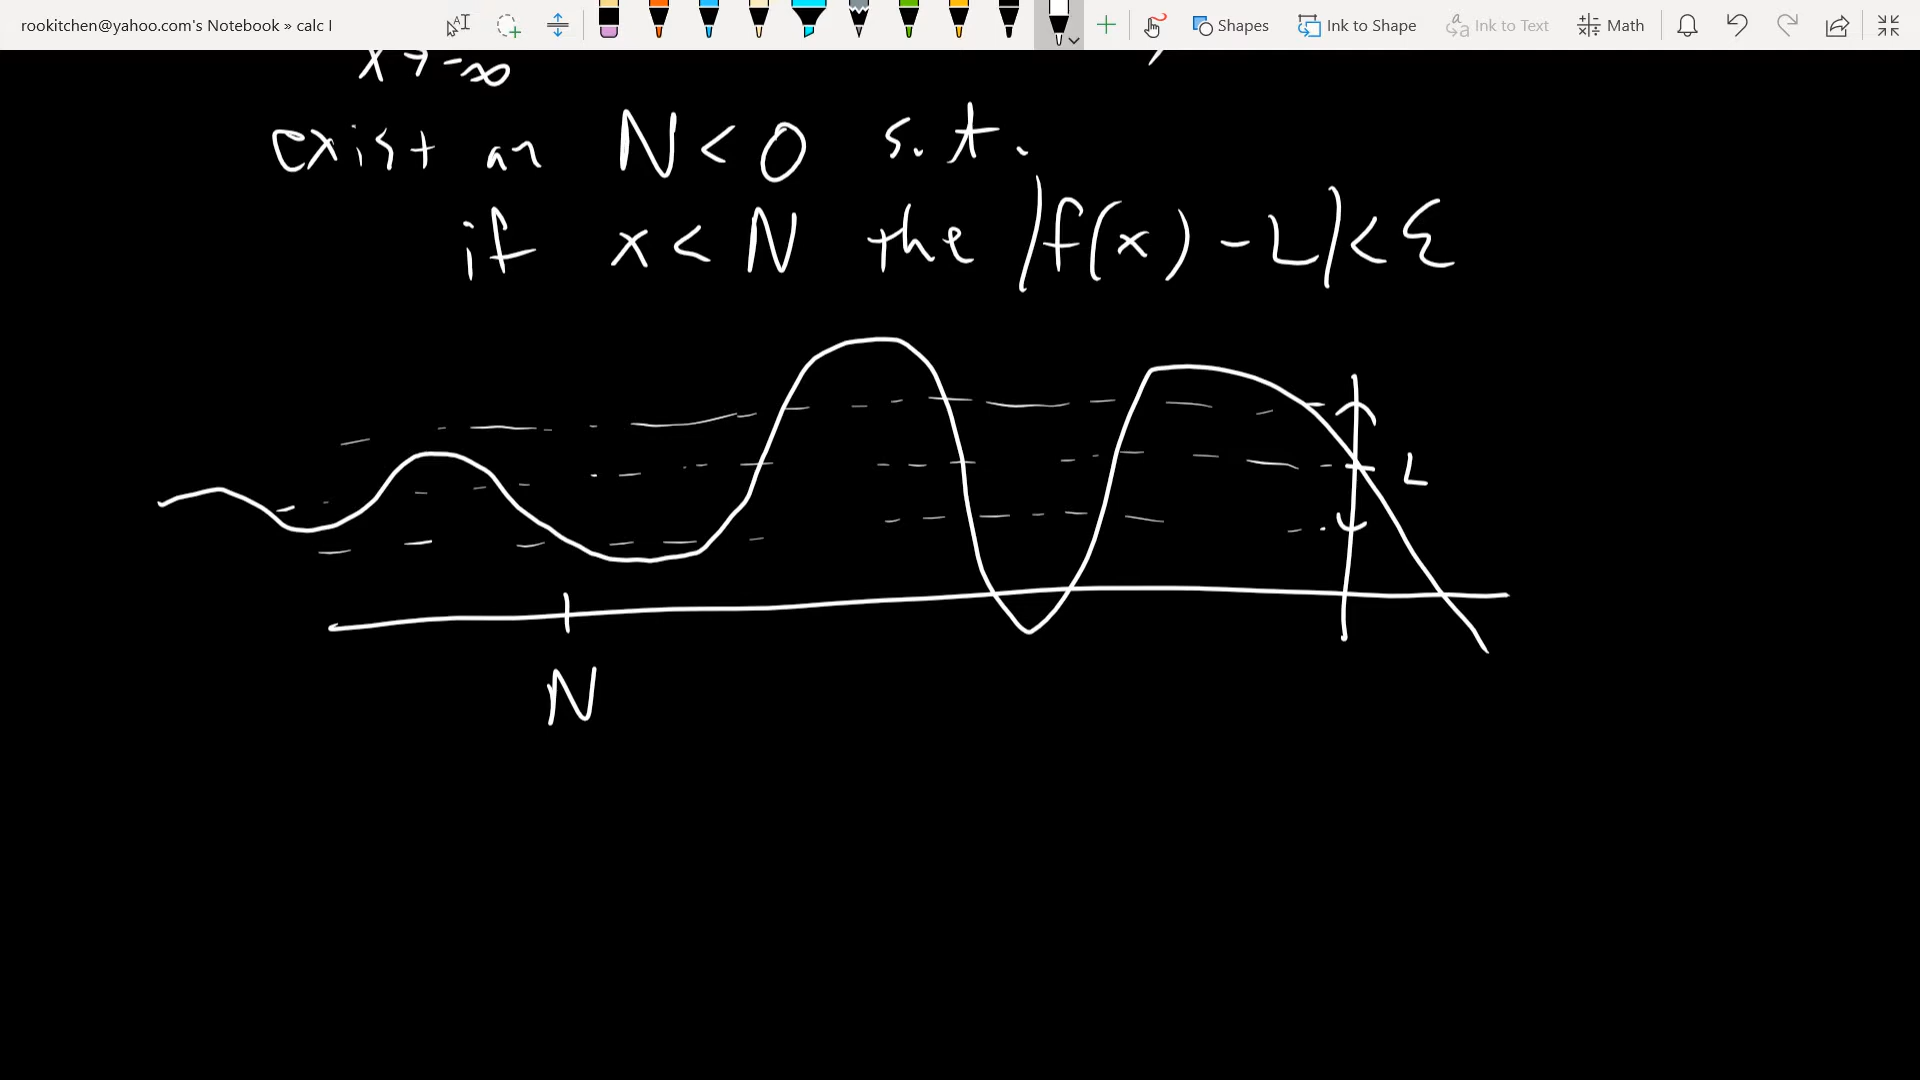 rookitchen@yahoo.com's Notebook » calc I
Shapes
Ink to Shape
Ink to Text
Math
x→-∞
exist an N<0 s.t.
if x<N the |f(x)-L|<ε
L
N